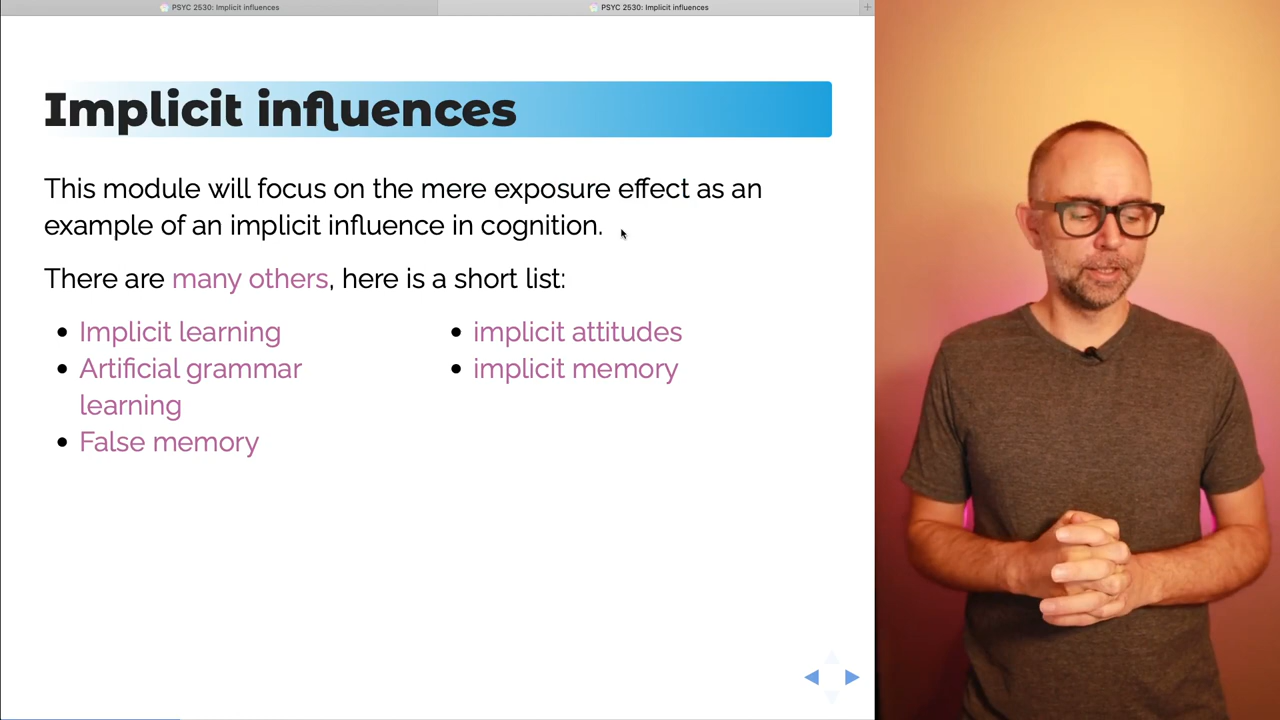 PSYC 2530: Implicit influences
PSYC 2530: Implicit influences
Implicit influences
This module will focus on the mere exposure effect as an
example of an implicit influence in cognition.
There are many others, here is a short list:
Implicit learning
Artificial grammar
learning
False memory
implicit attitudes
implicit memory